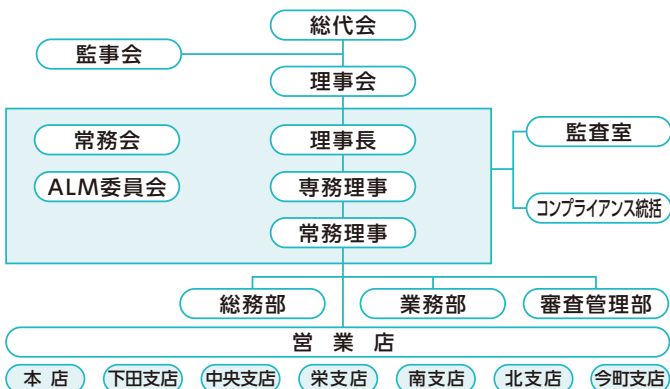 総代会
監事会
理事会
常務会
理事長
監査室
ALM委員会
専務理事
コンプライアンス統括
常務理事
総務部
業務部
審査管理部
営業店
本店
下田支店
中央支店
栄支店
南支店
北支店
今町支店